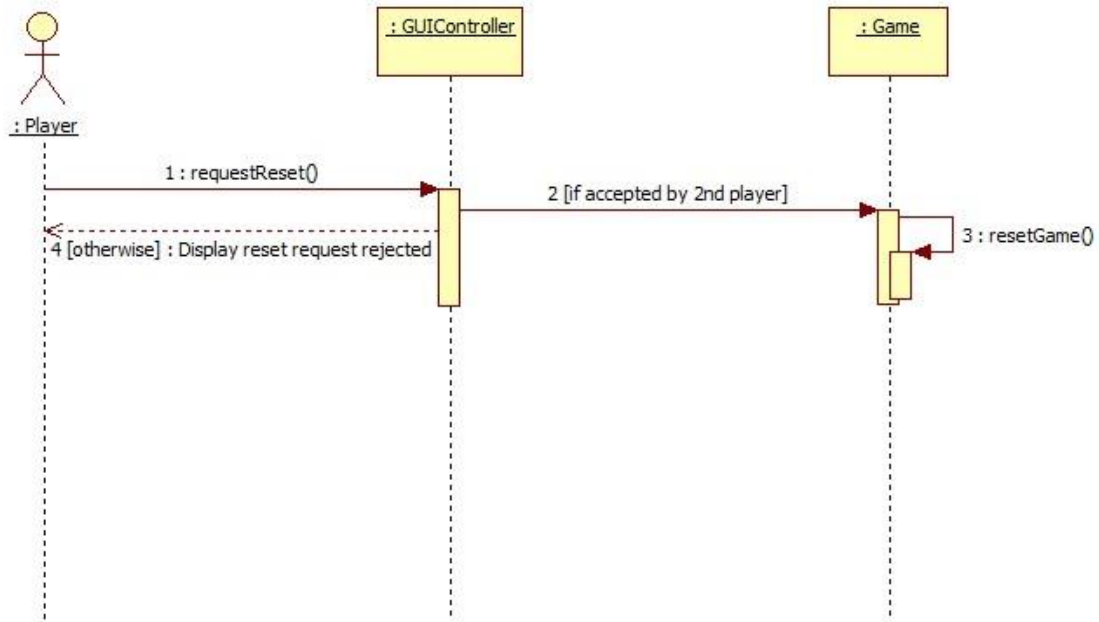 : GUIController
: Game
: Player
1 : requestReset()
2 [if accepted by 2nd player]
3 : resetGame()
4 [otherwise] : Display reset request rejected